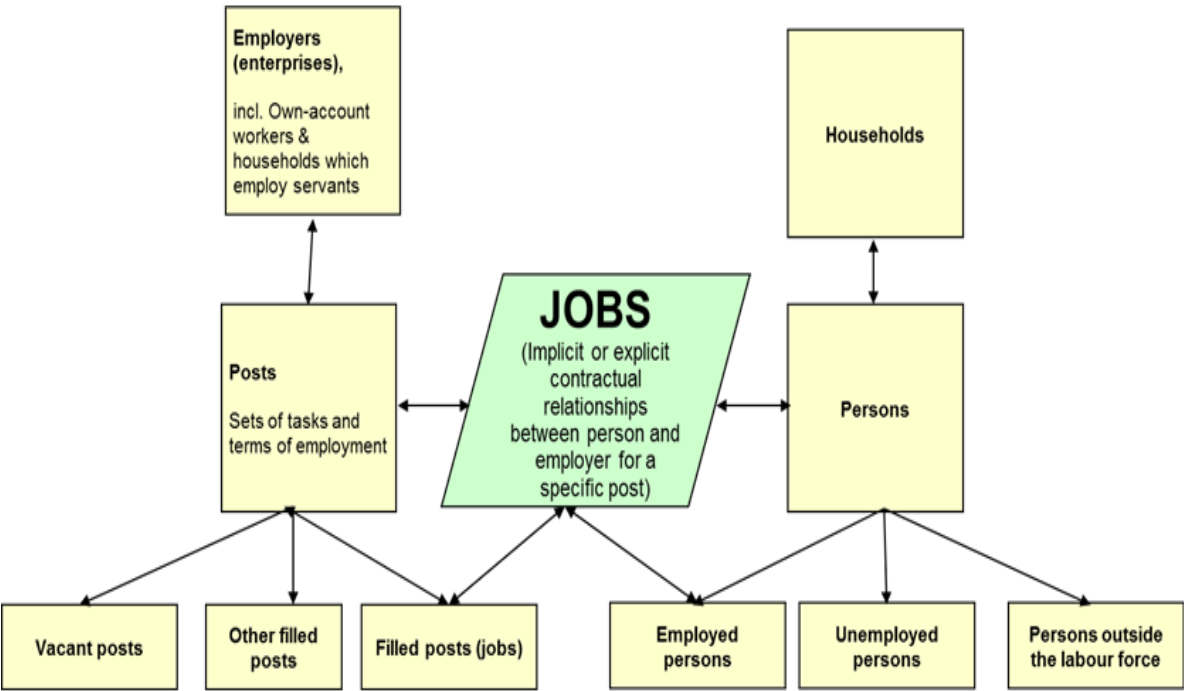 Employers
(enterprises),
incl. Own-account
workers &
households which
employ servants
Households
JOBS
(Implicit or explicit
contractual
relationships
between person and
employer for a
specific post)
Posts
Sets of tasks and
terms of employment
Persons
Vacant posts
Other filled
posts
Filled posts (jobs)
Employed
persons
Unemployed
persons
Persons outside
the labour force